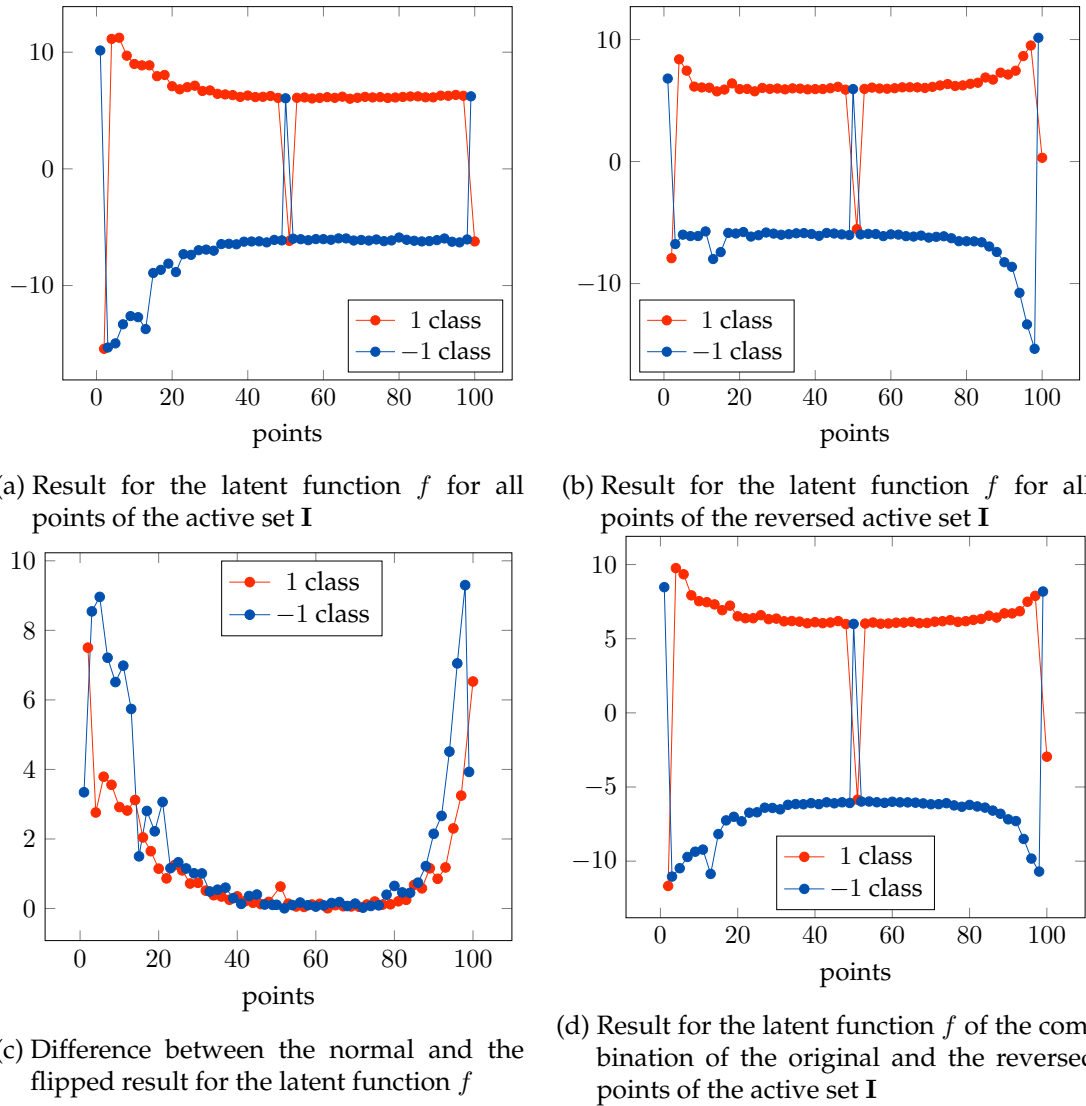 10
0
−10
0
20
40
60
80
100
points
1 class
−1 class
(a) Result for the latent function f for all
points of the active set I
10
0
−10
0
20
40
60
80
100
points
1 class
−1 class
(b) Result for the latent function f for all
points of the reversed active set I
10
8
6
4
2
0
0
20
40
60
80
100
points
1 class
−1 class
(c) Difference between the normal and the
flipped result for the latent function f
10
5
0
−5
−10
0
20
40
60
80
100
points
1 class
−1 class
(d) Result for the latent function f of the com-
bination of the original and the reversed
points of the active set I